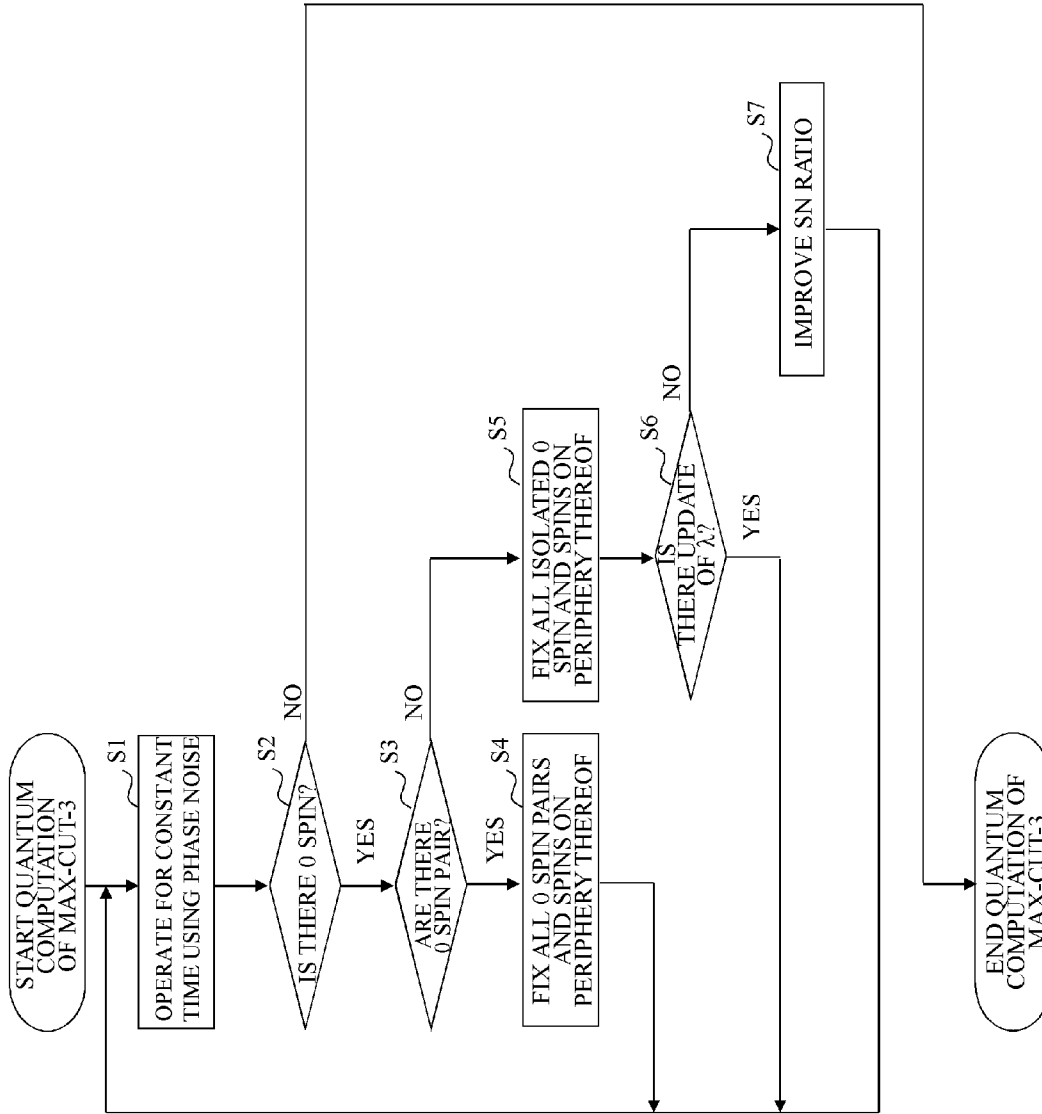 START QUANTUM
COMPUTATION
OF MAX-CUT-3
S1
OPERATE FOR CONSTANT
TIME USING PHASE NOISE
S2
IS THERE 0 SPIN?
NO
YES
S3
ARE THERE
0 SPIN PAIR?
NO
YES
S4
FIX ALL 0 SPIN PAIRS
AND SPINS ON
PERIPHERY THEREOF
S5
FIX ALL ISOLATED 0
SPIN AND SPINS ON
PERIPHERY THEREOF
S6
IS
THERE UPDATE
OF λ?
NO
YES
S7
IMPROVE SN RATIO
END QUANTUM
COMPUTATION OF
MAX-CUT-3